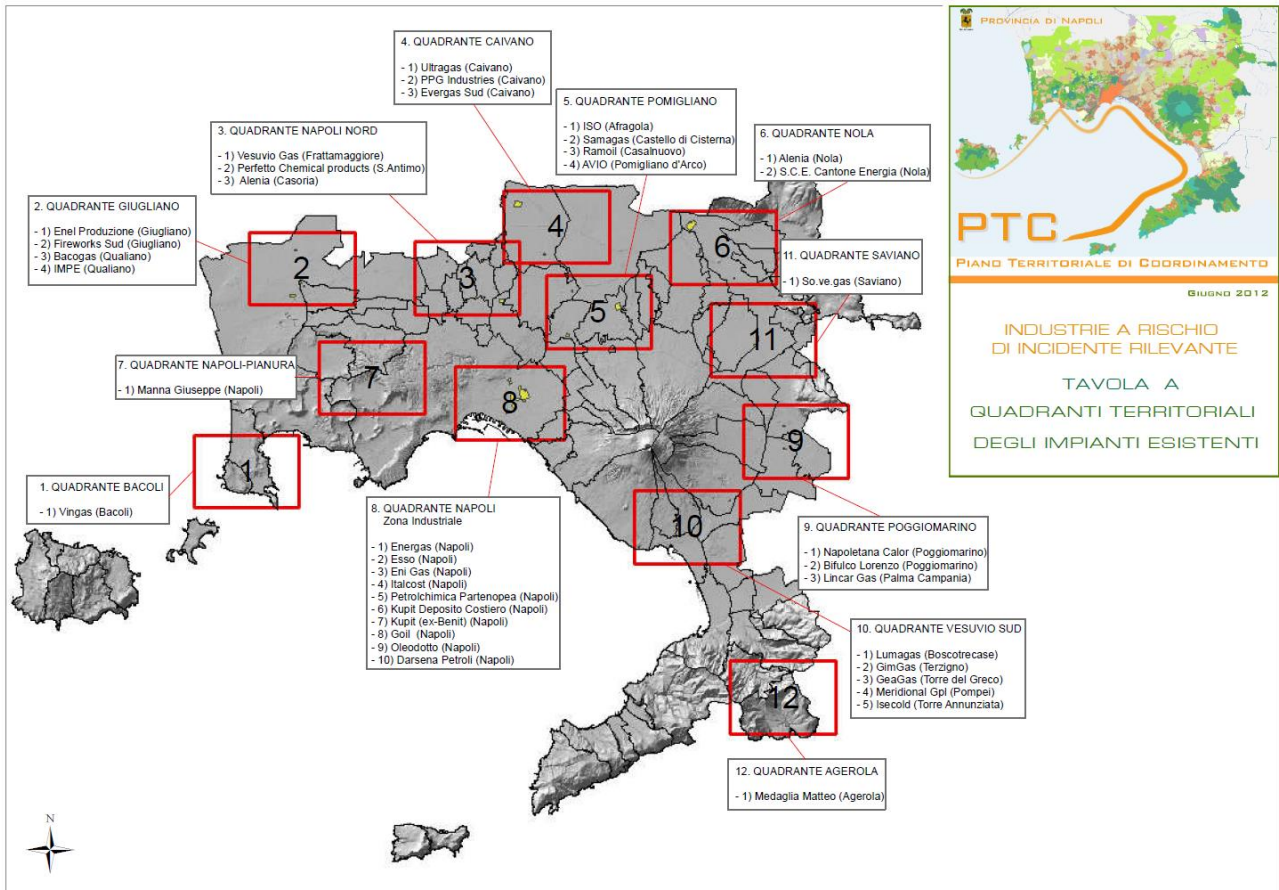 4. QUADRANTE CAIVANO
- 1) Ultragas (Caivano)
- 2) PPG Industries (Caivano)
- 3) Evergas Sud (Caivano)
5. QUADRANTE POMIGLIANO
- 1) ISO (Afragola)
- 2) Samagas (Castello di Cisterna)
- 3) Ramoil (Casalnuovo)
- 4) AVIO (Pomigliano d'Arco)
3. QUADRANTE NAPOLI NORD
- 1) Vesuvio Gas (Frattamaggiore)
- 2) Perfetto Chemical products (S.Antimo)
- 3) Alenia (Casoria)
6. QUADRANTE NOLA
- 1) Alenia (Nola)
- 2) S.C.E. Cantone Energia (Nola)
2. QUADRANTE GIUGLIANO
- 1) Enel Produzione (Giugliano)
- 2) Fireworks Sud (Giugliano)
- 3) Bacogas (Qualiano)
- 4) IMPE (Qualiano)
11. QUADRANTE SAVIANO
- 1) So.ve.gas (Saviano)
7. QUADRANTE NAPOLI-PIANURA
- 1) Manna Giuseppe (Napoli)
1. QUADRANTE BACOLI
- 1) Vingas (Bacoli)
8. QUADRANTE NAPOLI
Zona Industriale
- 1) Energas (Napoli)
- 2) Esso (Napoli)
- 3) Eni Gas (Napoli)
- 4) Italcost (Napoli)
- 5) Petrolchimica Partenopea (Napoli)
- 6) Kupit Deposito Costiero (Napoli)
- 7) Kupit (ex-Benit) (Napoli)
- 8) Goil (Napoli)
- 9) Oleodotto (Napoli)
- 10) Darsena Petroli (Napoli)
9. QUADRANTE POGGIOMARINO
- 1) Napoletana Calor (Poggiomarino)
- 2) Bifulco Lorenzo (Poggiomarino)
- 3) Lincar Gas (Palma Campania)
10. QUADRANTE VESUVIO SUD
- 1) Lumagas (Boscotrecase)
- 2) GimGas (Terzigno)
- 3) GeaGas (Torre del Greco)
- 4) Meridional Gpl (Pompei)
- 5) Isecold (Torre Annunziata)
12. QUADRANTE AGEROLA
- 1) Medaglia Matteo (Agerola)
1
2
3
4
5
6
7
8
9
10
11
12
N
PROVINCIA DI NAPOLI
PTC
PIANO TERRITORIALE DI COORDINAMENTO
GIUGNO 2012
INDUSTRIE A RISCHIO
DI INCIDENTE RILEVANTE
TAVOLA A
QUADRANTI TERRITORIALI
DEGLI IMPIANTI ESISTENTI